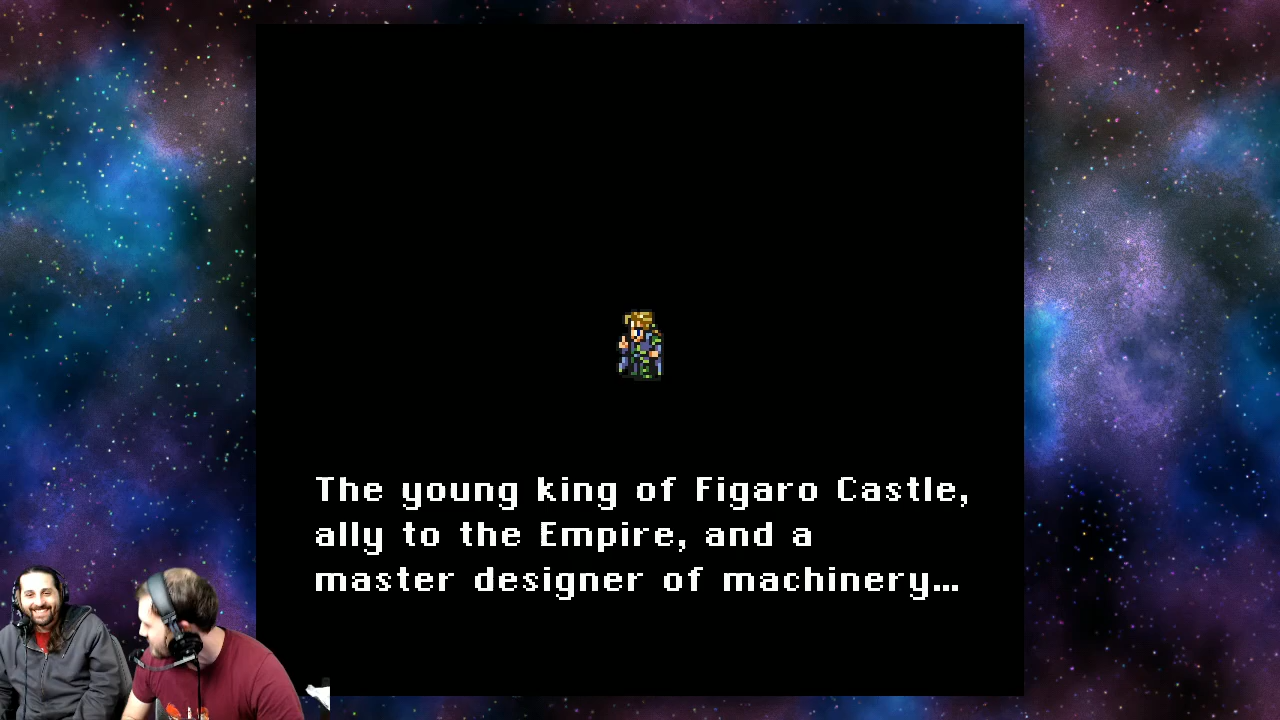 The young king of Figaro Castle,
ally to the Empire, and a
master designer of machinery...